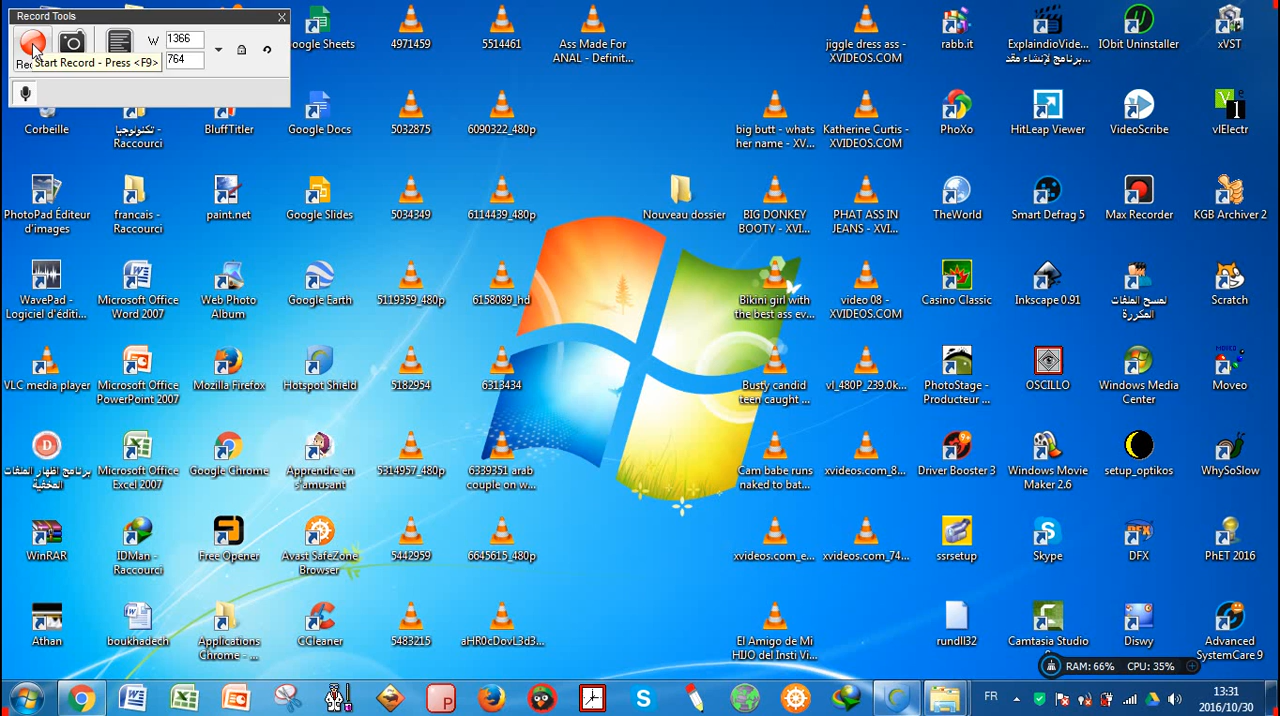 Record Tools
W
1366
764
Start Record - Press <F9>
Corbeille
تكنولوجيا -
Raccourci
BluffTitler
Google Docs
5032875
6090322_480p
oogle Sheets
4971459
5514461
Ass Made For
ANAL - Definit...
jiggle dress ass -
XVIDEOS.COM
rabb.it
ExplaindioVide...
برنامج لإنشاء مقد...
IObit Uninstaller
xVST
big butt - whats
her name - XV...
Katherine Curtis -
XVIDEOS.COM
PhoXo
HitLeap Viewer
VideoScribe
vlElectr
PhotoPad Éditeur
d'images
francais -
Raccourci
paint.net
Google Slides
5034349
6114439_480p
Nouveau dossier
BIG DONKEY
BOOTY - XVI...
PHAT ASS IN
JEANS - XVI...
TheWorld
Smart Defrag 5
Max Recorder
KGB Archiver 2
WavePad -
Logiciel d'éditi...
Microsoft Office
Word 2007
Web Photo
Album
Google Earth
5119359_480p
6158089_hd
Bikini girl with
the best ass ev...
video 08 -
XVIDEOS.COM
Casino Classic
Inkscape 0.91
لمسح الملفات
المكررة
Scratch
VLC media player
Microsoft Office
PowerPoint 2007
Mozilla Firefox
Hotspot Shield
5182954
6313434
Busty candid
teen caught ...
vl_480P_239.0k...
PhotoStage -
Producteur ...
OSCILLO
Windows Media
Center
Moveo
برنامج اظهار الملفات
المخفية
Microsoft Office
Excel 2007
Google Chrome
Apprendre en
s'amusant
5314957_480p
6339351 arab
couple on w...
Cam babe runs
naked to bat...
xvideos.com_8...
Driver Booster 3
Windows Movie
Maker 2.6
setup_optikos
WhySoSlow
WinRAR
IDMan -
Raccourci
Free Opener
Avast SafeZone
Browser
5442959
6645615_480p
xvideos.com_e...
xvideos.com_74...
ssrsetup
Skype
DFX
PhET 2016
Athan
boukhadech
Applications
Chrome - ...
CCleaner
5483215
aHR0cDovL3d3...
El Amigo de Mi
HIJO del Insti Vi...
rundll32
Camtasia Studio
Diswy
Advanced
SystemCare 9
RAM: 66% CPU: 35%
FR
13:31
2016/10/30